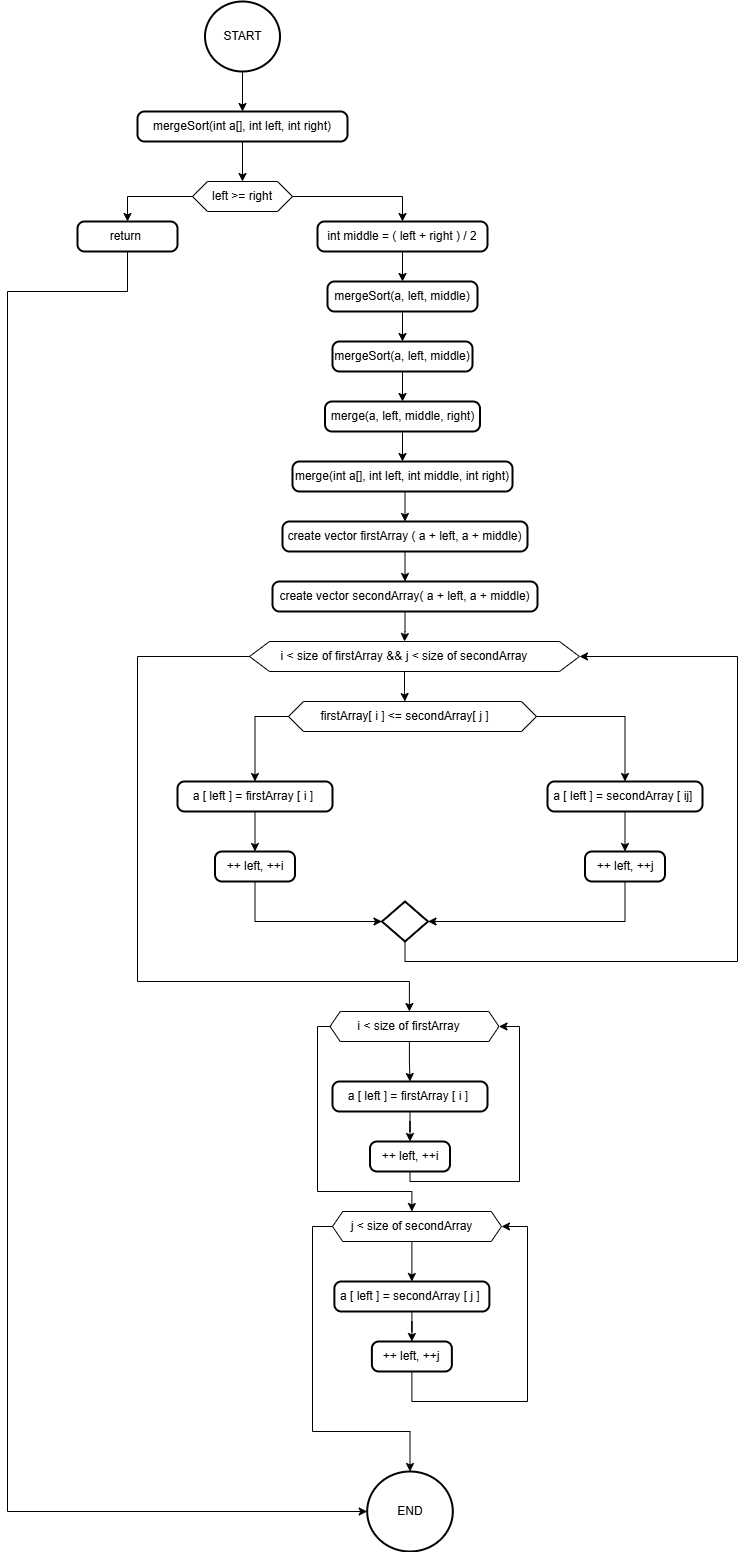 START
mergeSort(int a[], int left, int right)
left >= right
return
int middle = ( left + right ) / 2
mergeSort(a, left, middle)
mergeSort(a, left, middle)
merge(a, left, middle, right)
merge(int a[], int left, int middle, int right)
create vector firstArray ( a + left, a + middle)
create vector secondArray( a + left, a + middle)
i < size of firstArray && j < size of secondArray
firstArray[ i ] <= secondArray[ j ]
a [ left ] = firstArray [ i ]
a [ left ] = secondArray [ ij]
++ left, ++i
++ left, ++j
i < size of firstArray
a [ left ] = firstArray [ i ]
++ left, ++i
j < size of secondArray
a [ left ] = secondArray [ j ]
++ left, ++j
END